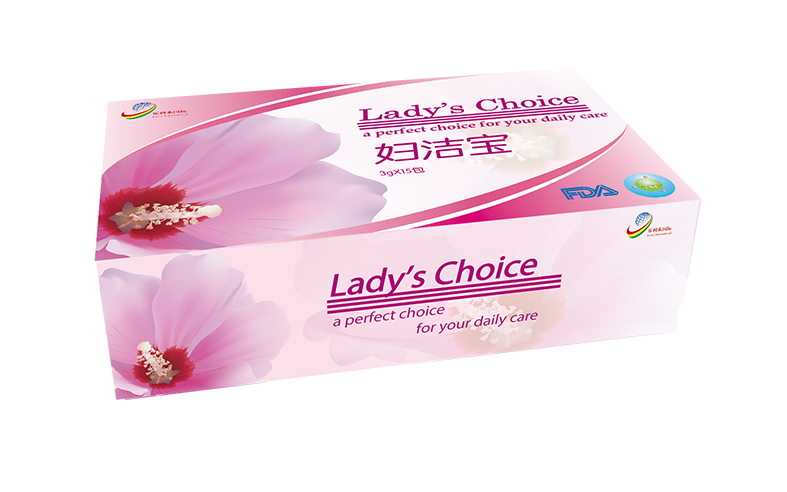 Lady's Choice
a perfect choice for your daily care
妇洁宝
3gX15包
FDA
Lady's Choice
a perfect choice
for your daily care